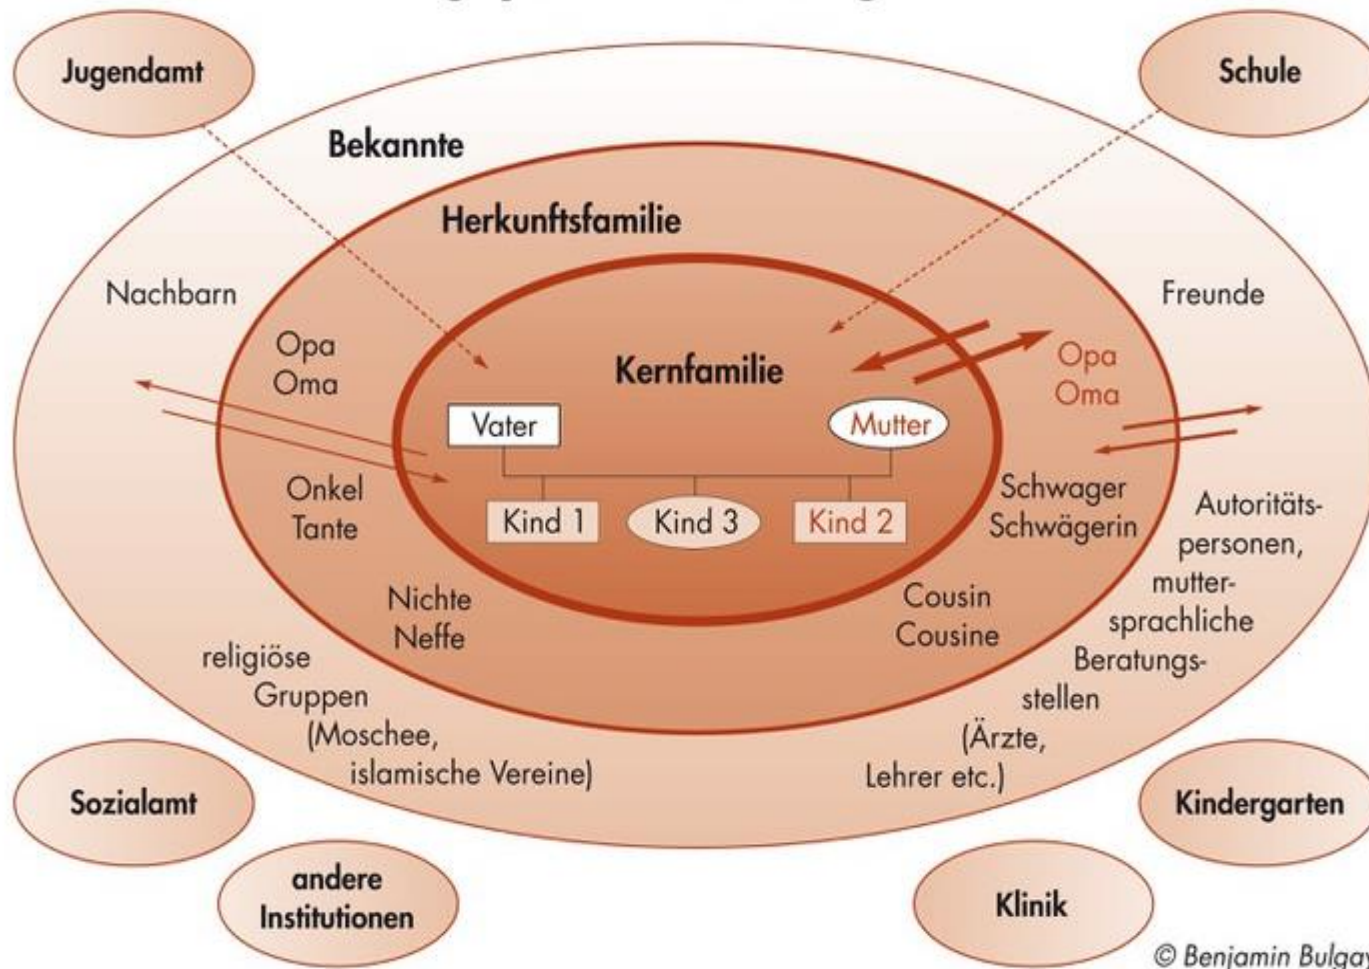 Jugendamt
Schule
Bekannte
Herkunftsfamilie
Nachbarn
Freunde
Opa
Oma
Kernfamilie
Opa
Oma
Vater
Mutter
Onkel
Tante
Kind 1
Kind 3
Kind 2
Schwager
Schwägerin
Nichte
Neffe
Cousin
Cousine
Autoritäts-
personen,
mutter-
sprachliche
Beratungs-
stellen
(Ärzte,
Lehrer etc.)
religiöse
Gruppen
(Moschee,
islamische Vereine)
Sozialamt
Kindergarten
andere
Institutionen
Klinik
© Benjamin Bulgay